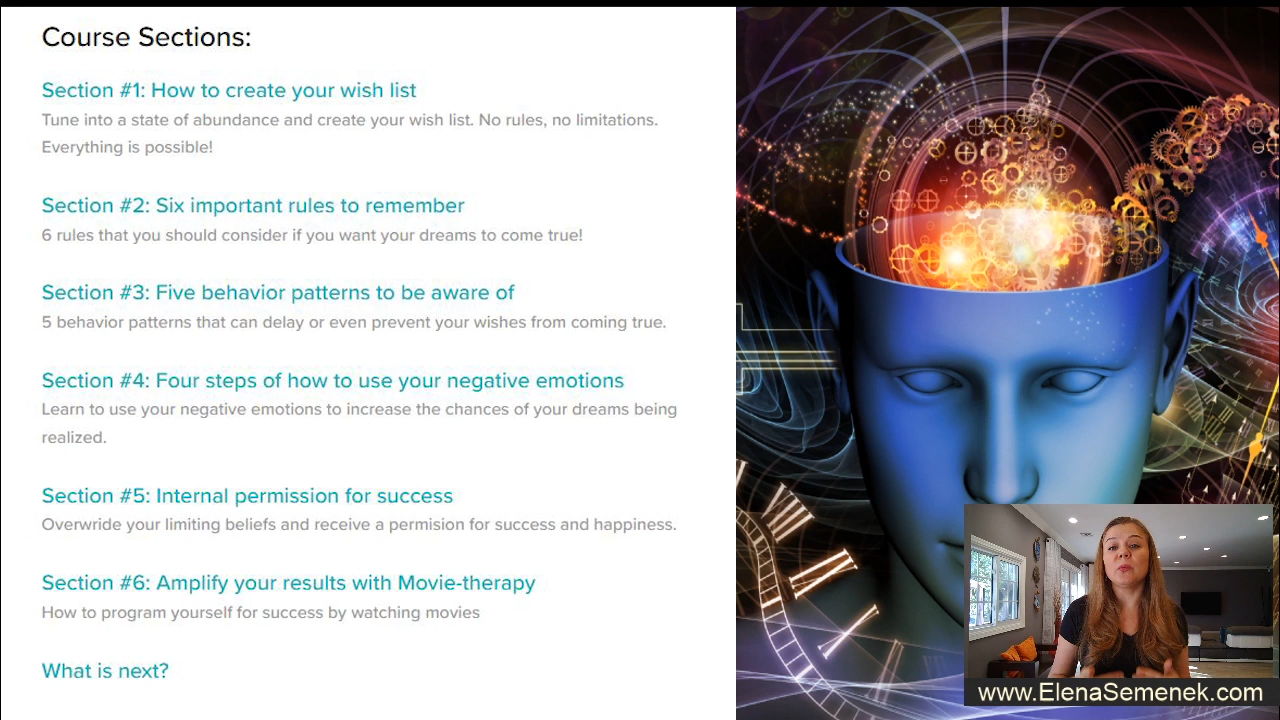 Course Sections:
Section #1: How to create your wish list
Tune into a state of abundance and create your wish list. No rules, no limitations.
Everything is possible!
Section #2: Six important rules to remember
6 rules that you should consider if you want your dreams to come true!
Section #3: Five behavior patterns to be aware of
5 behavior patterns that can delay or even prevent your wishes from coming true.
Section #4: Four steps of how to use your negative emotions
Learn to use your negative emotions to increase the chances of your dreams being
realized.
Section #5: Internal permission for success
Overwride your limiting beliefs and receive a permision for success and happiness.
Section #6: Amplify your results with Movie-therapy
How to program yourself for success by watching movies
What is next?
www.ElenaSemenek.com